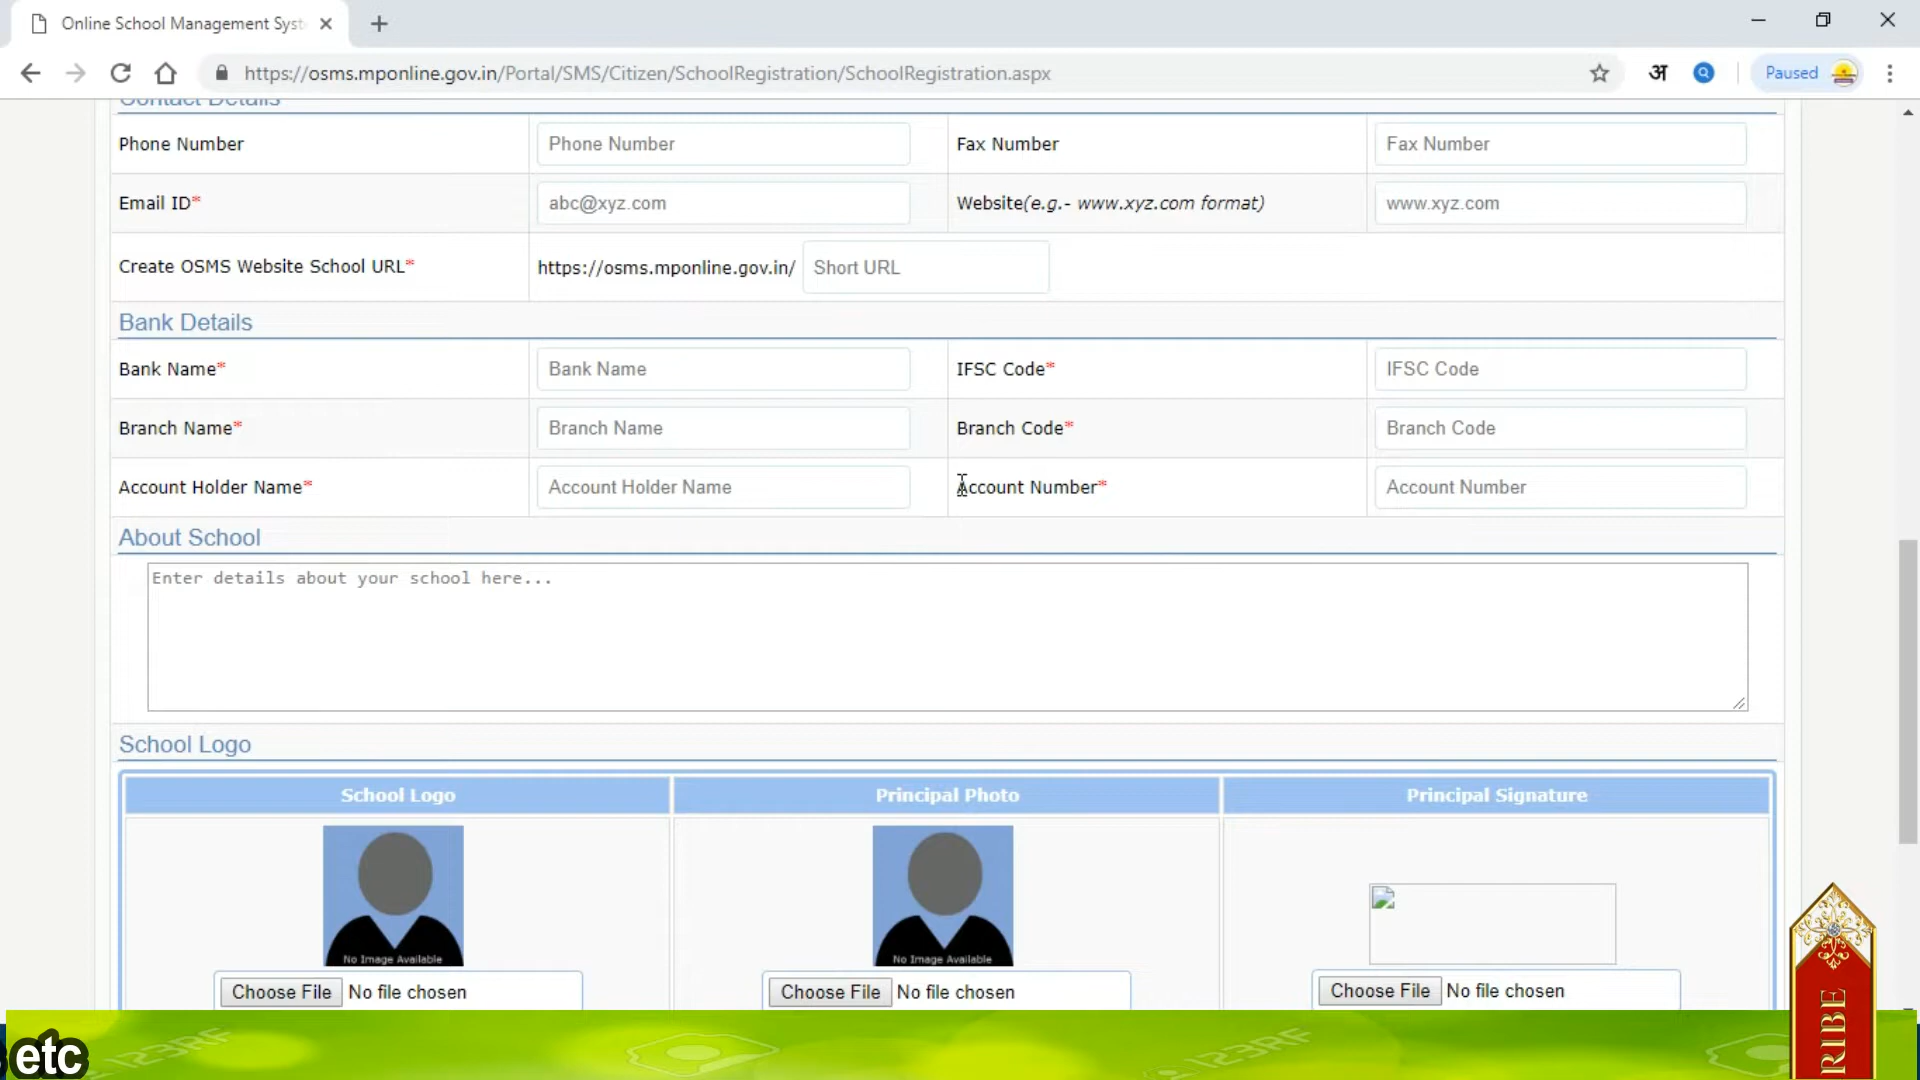 Online School Management Syst
https://osms.mponline.gov.in/Portal/SMS/Citizen/SchoolRegistration/SchoolRegistration.aspx
अ
Paused
Contact Details
Phone Number Phone Number Fax Number Fax Number
Email ID* abc@xyz.com Website(e.g.- www.xyz.com format) www.xyz.com
Create OSMS Website School URL* https://osms.mponline.gov.in/ Short URL
Bank Details
Bank Name* Bank Name IFSC Code* IFSC Code
Branch Name* Branch Name Branch Code* Branch Code
Account Holder Name* Account Holder Name Account Number* Account Number
About School
Enter details about your school here...
School Logo
School Logo Principal Photo Principal Signature
No Image Available No Image Available
Choose File No file chosen Choose File No file chosen Choose File No file chosen
etc
123RF 123RF
RIBE